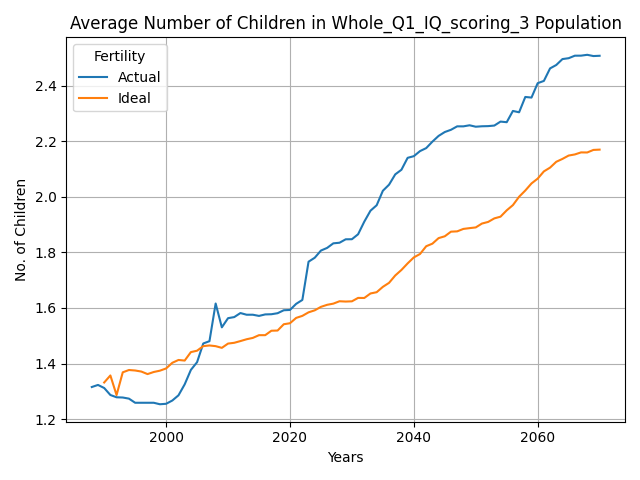 Average Number of Children in Whole_Q1_IQ_scoring_3 Population
Fertility
Actual
Ideal
No. of Children
2.4
2.2
2.0
1.8
1.6
1.4
1.2
2000 2020 2040 2060
Years